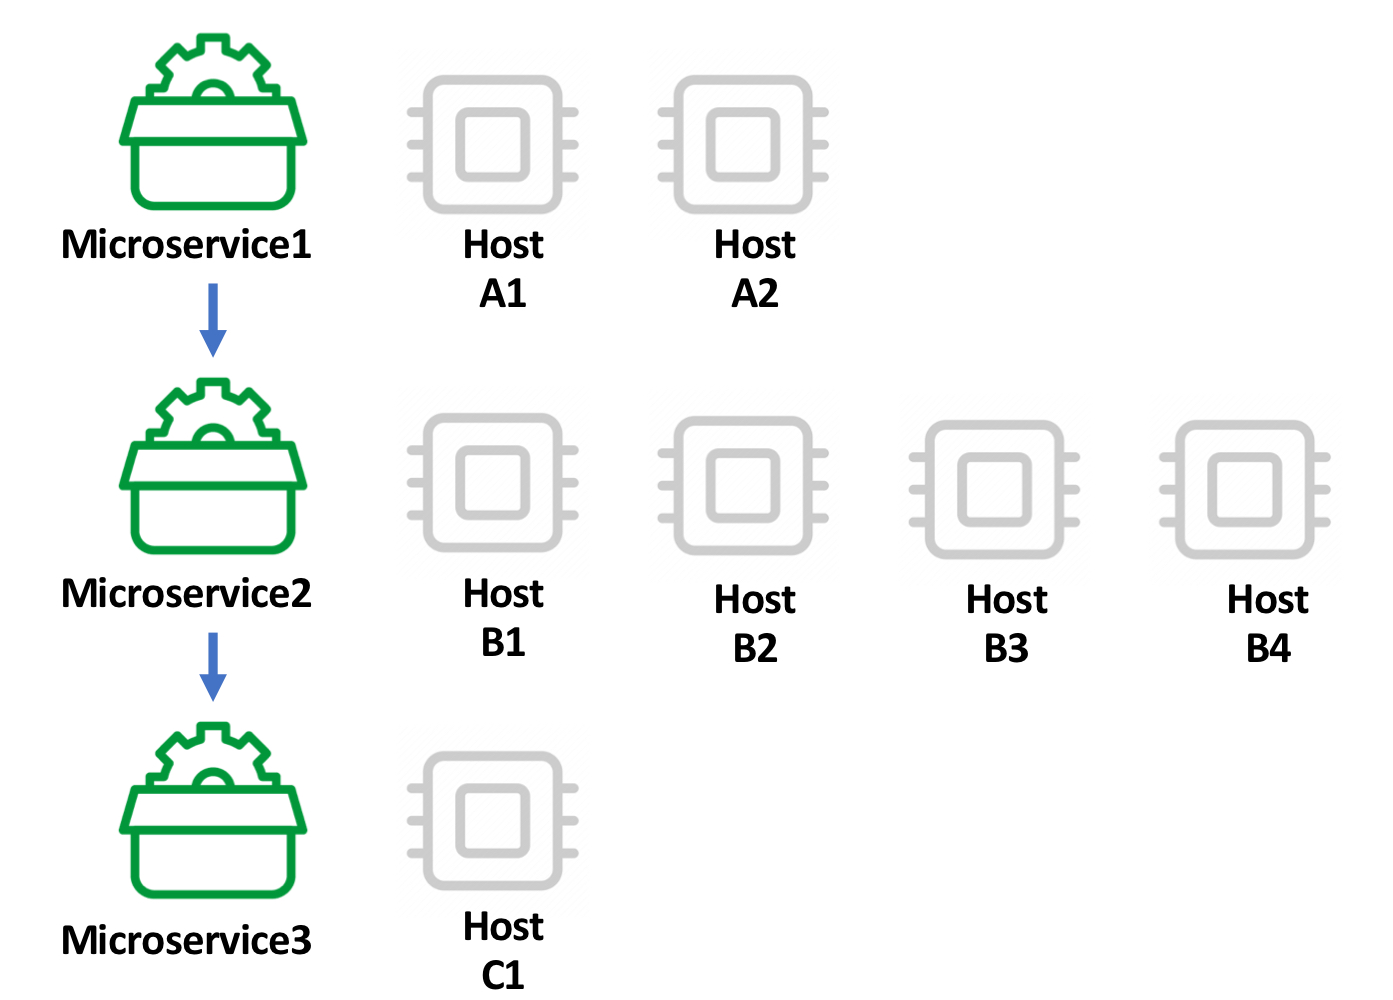 Microservice1
Host
A1
Host
A2
Microservice2
Host
B1
Host
B2
Host
B3
Host
B4
Microservice3
Host
C1